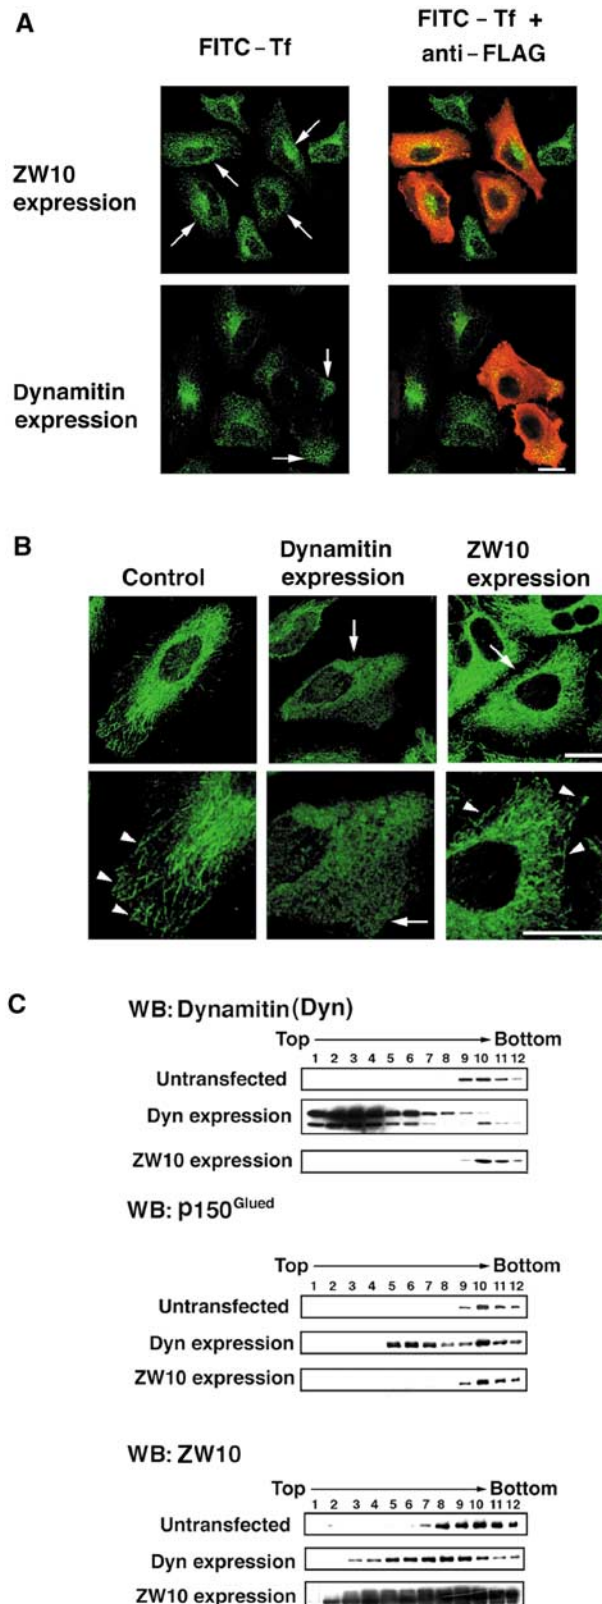 A
FITC - Tf
FITC - Tf +
anti - FLAG
ZW10
expression
Dynamitin
expression
B
Control
Dynamitin
expression
ZW10
expression
C
WB: Dynamitin (Dyn)
Top Bottom
1 2 3 4 5 6 7 8 9 10 11 12
Untransfected
Dyn expression
ZW10 expression
WB: p150Glued
Top Bottom
1 2 3 4 5 6 7 8 9 10 11 12
Untransfected
Dyn expression
ZW10 expression
WB: ZW10
Top Bottom
1 2 3 4 5 6 7 8 9 10 11 12
Untransfected
Dyn expression
ZW10 expression